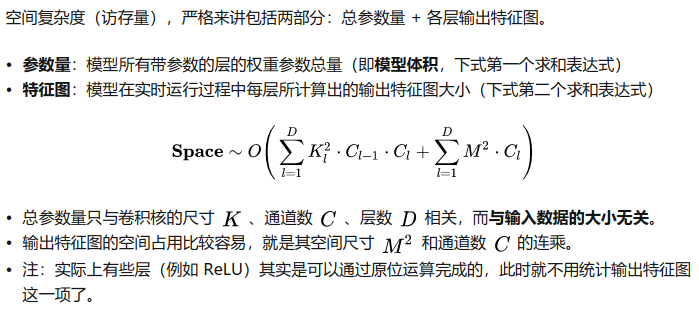 空间复杂度（访存量），严格来讲包括两部分：总参数量 + 各层输出特征图。
• 参数量：模型所有带参数的层的权重参数总量（即模型体积，下式第一个求和表达式）
• 特征图：模型在实时运行过程中每层所计算出的输出特征图大小（下式第二个求和表达式）
$\mathbf{Space} \sim O\left(\sum_{l=1}^{D} K_l^2 \cdot C_{l-1} \cdot C_l + \sum_{l=1}^{D} M^2 \cdot C_l\right)$
• 总参数量只与卷积核的尺寸 K 、通道数 C 、层数 D 相关，而与输入数据的大小无关。
• 输出特征图的空间占用比较容易，就是其空间尺寸 M² 和通道数 C 的连乘。
• 注：实际上有些层（例如 ReLU）其实是可以通过原位运算完成的，此时就不用统计输出特征图
这一项了。